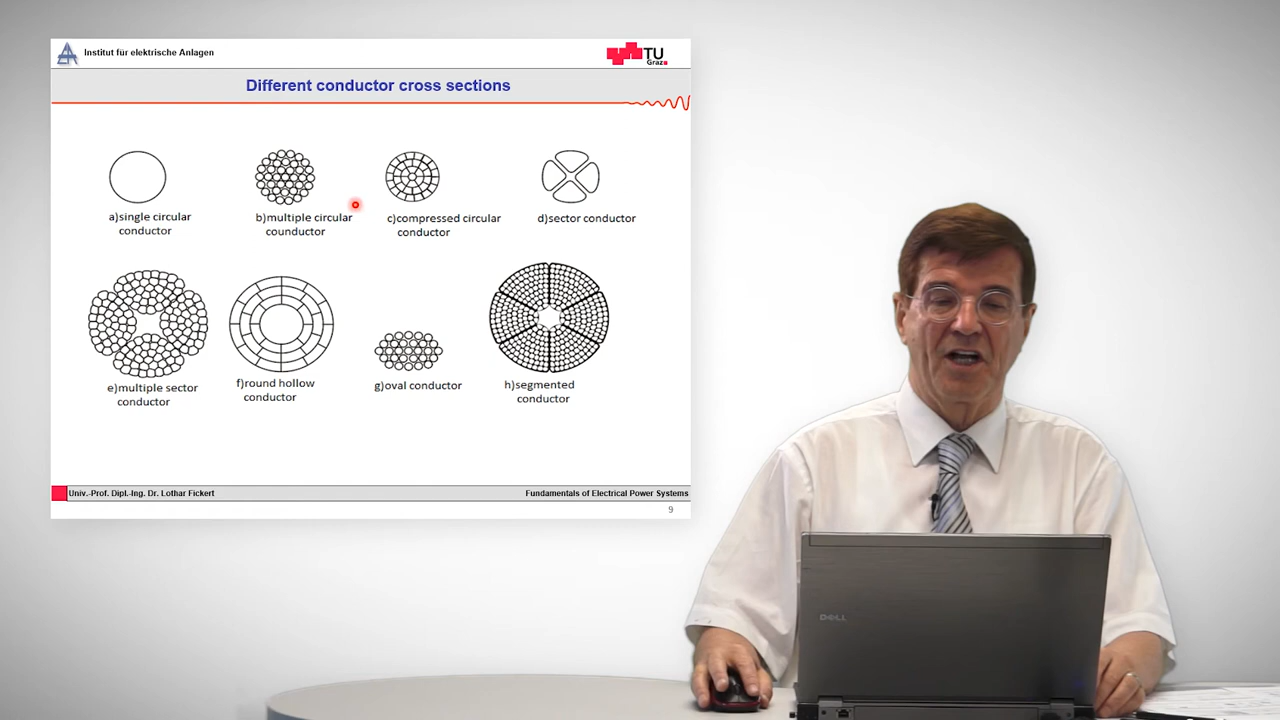 Institut für elektrische Anlagen
TU
Graz
Different conductor cross sections
a)single circular
conductor
b)multiple circular
counductor
c)compressed circular
conductor
d)sector conductor
e)multiple sector
conductor
f)round hollow
conductor
g)oval conductor
h)segmented
conductor
Univ.-Prof. Dipl.-Ing. Dr. Lothar Fickert
Fundamentals of Electrical Power Systems
9
DELL